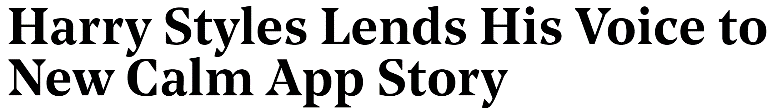 Harry Styles Lends His Voice to
New Calm App Story